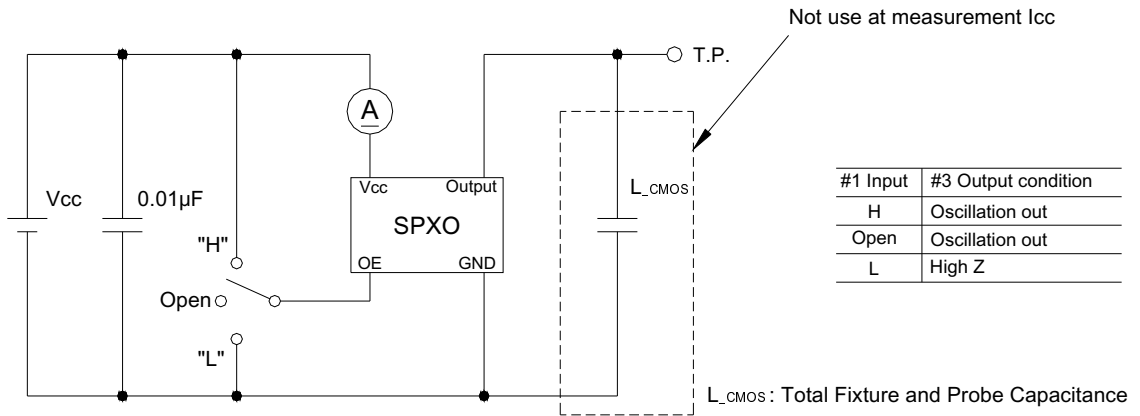 Not use at measurement Icc
T.P.
A
Vcc
0.01µF
Vcc Output
SPXO
OE GND
L_CMOS
"H"
Open
"L"
#1 Input #3 Output condition
H Oscillation out
Open Oscillation out
L High Z
L_CMOS : Total Fixture and Probe Capacitance